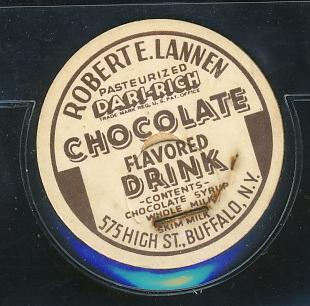 ROBERT E. LANNEN
PASTEURIZED
DARI-RICH
TRADE MARK REG. U.S. PAT. OFFICE
CHOCOLATE
FLAVORED
DRINK
-CONTENTS-
CHOCOLATE SYRUP
WHOLE MILK
SKIM MILK
575 HIGH ST., BUFFALO, N.Y.